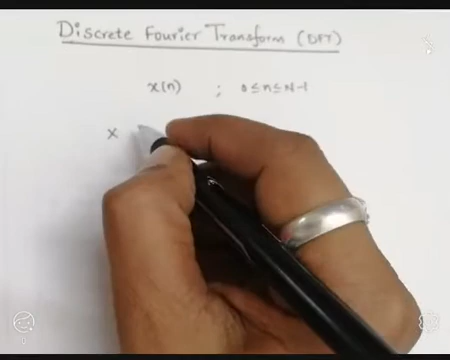 Discrete Fourier Transform (DFT)
x(n) ; 0 ≤ n ≤ N-1
X